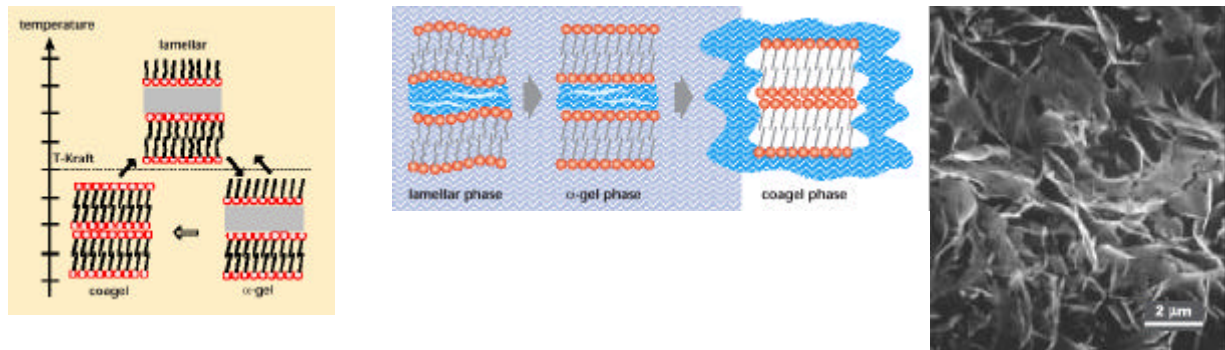 temperature
lamellar
T-Kraft
coagel
α-gel
lamellar phase
α-gel phase
coagel phase
2 μm